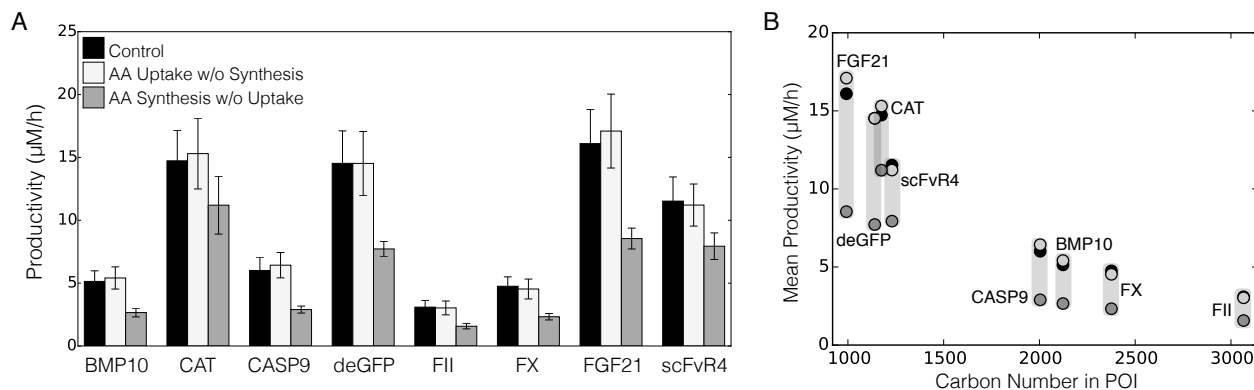 A
Productivity (μM/h)
25
20
15
10
5
0
Control
AA Uptake w/o Synthesis
AA Synthesis w/o Uptake
BMP10 CAT CASP9 deGFP FII FX FGF21 scFvR4
B
Mean Productivity (μM/h)
20
15
10
5
0
FGF21
CAT
scFvR4
deGFP
BMP10
CASP9
FX
FII
1000 1500 2000 2500 3000
Carbon Number in POI